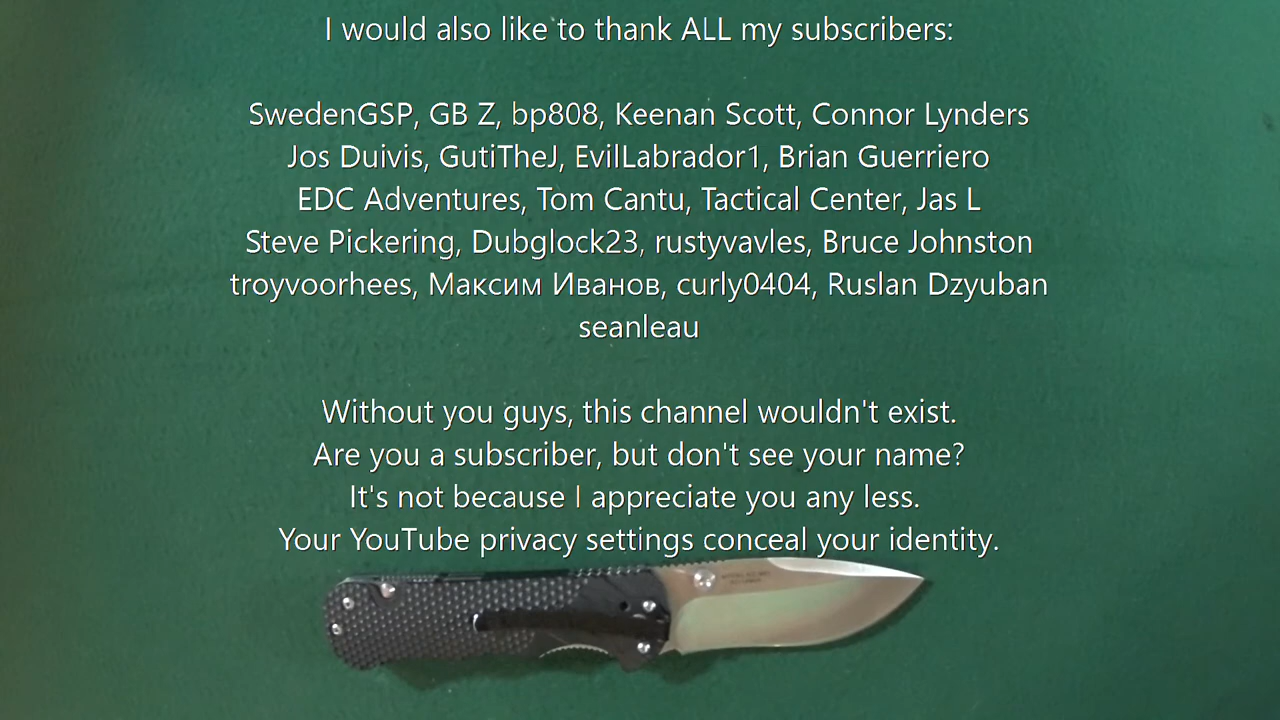 I would also like to thank ALL my subscribers:
SwedenGSP, GB Z, bp808, Keenan Scott, Connor Lynders
Jos Duivis, GutiTheJ, EvilLabrador1, Brian Guerriero
EDC Adventures, Tom Cantu, Tactical Center, Jas L
Steve Pickering, Dubglock23, rustyvavles, Bruce Johnston
troyvoorhees, Максим Иванов, curly0404, Ruslan Dzyuban
seanleau
Without you guys, this channel wouldn't exist.
Are you a subscriber, but don't see your name?
It's not because I appreciate you any less.
Your YouTube privacy settings conceal your identity.